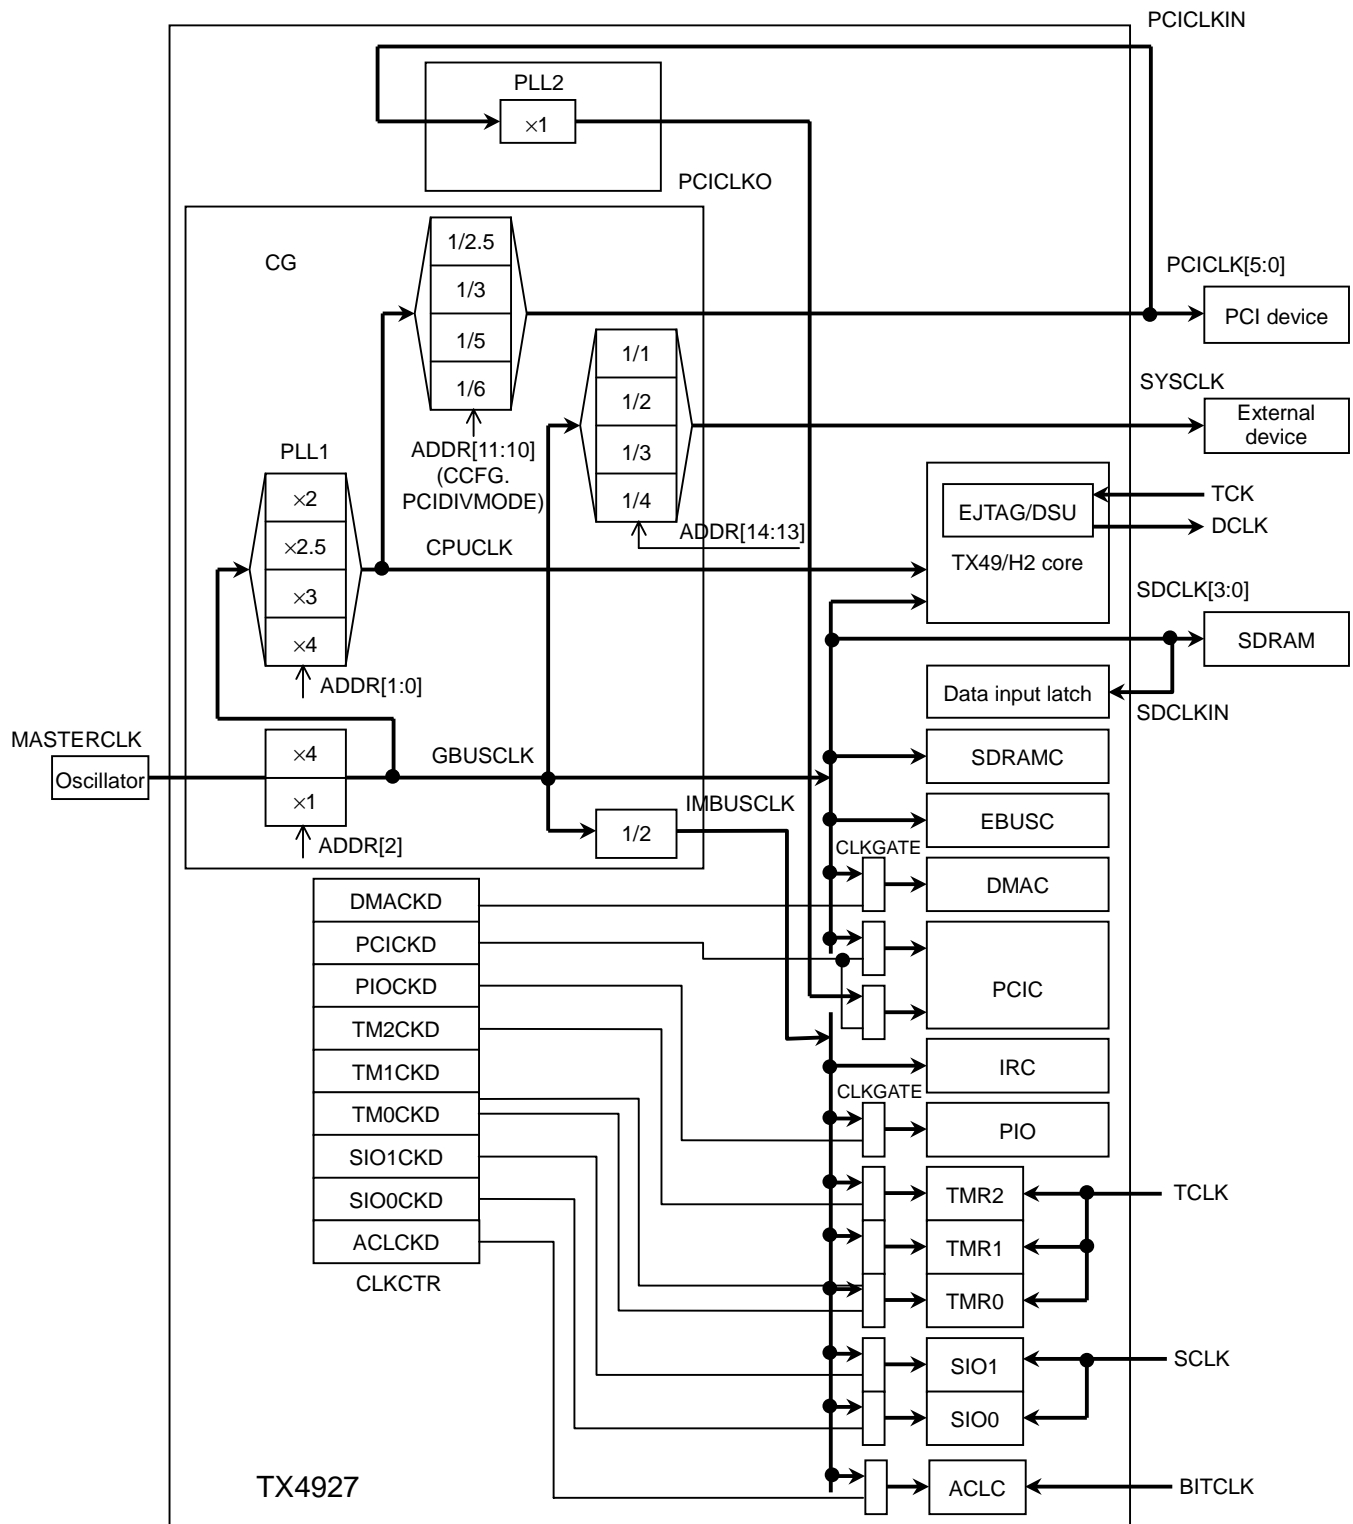 PCICLKIN
PLL2
×1
PCICLKO
CG
1/2.5
1/3
1/5
1/6
PCICLK[5:0]
PCI device
1/1
1/2
1/3
1/4
SYSCLK
External
device
ADDR[11:10]
(CCFG.
PCIDIVMODE)
PLL1
×2
×2.5
×3
×4
ADDR[14:13]
CPUCLK
EJTAG/DSU
TX49/H2 core
TCK
DCLK
SDCLK[3:0]
SDRAM
ADDR[1:0]
Data input latch
SDCLKIN
MASTERCLK
Oscillator
×4
×1
ADDR[2]
GBUSCLK
IMBUSCLK
1/2
SDRAMC
EBUSC
CLKGATE
DMAC
DMACKD
PCICKD
PIOCKD
TM2CKD
TM1CKD
TM0CKD
SIO1CKD
SIO0CKD
ACLCKD
CLKCTR
PCIC
IRC
CLKGATE
PIO
TMR2
TMR1
TMR0
TCLK
SIO1
SIO0
SCLK
ACLC
BITCLK
TX4927